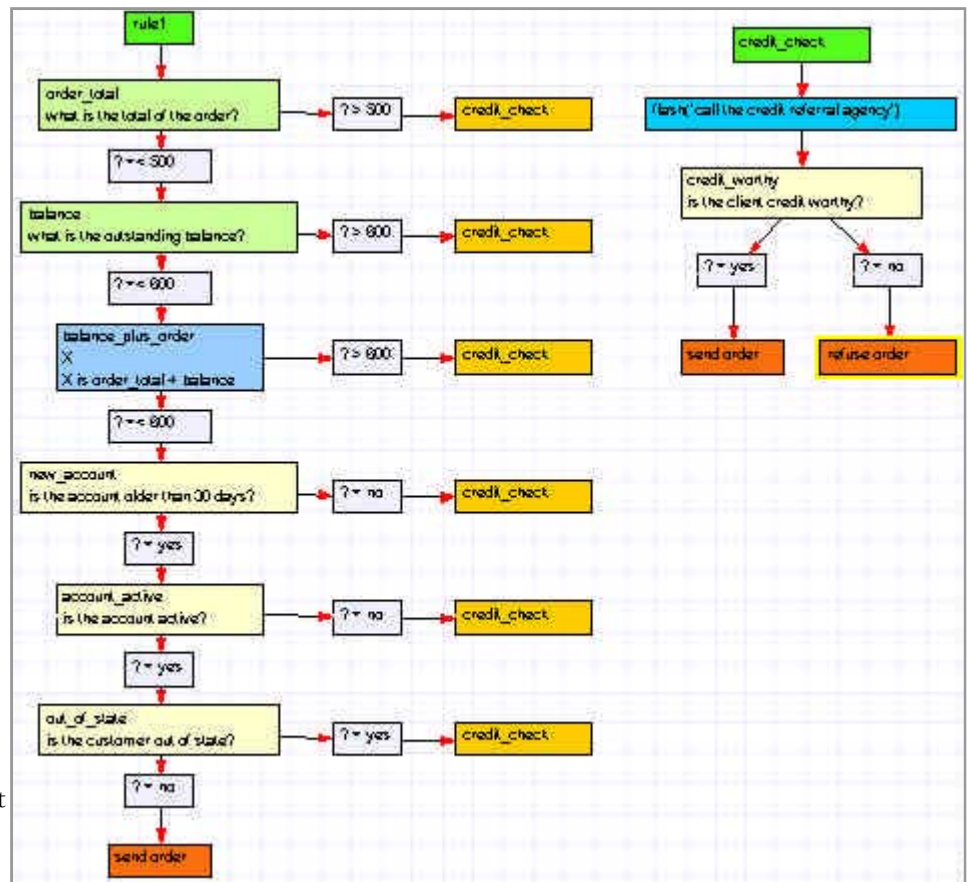 rule1
order_total
what is the total of the order?
? > 500
credit_check
? =< 500
balance
what is the outstanding balance?
? > 600
credit_check
? =< 600
balance_plus_order
X
X is order_total + balance
? > 600
credit_check
? =< 600
new_account
is the account older than 30 days?
? = no
credit_check
? = yes
account_active
is the account active?
? = no
credit_check
? = yes
out_of_state
is the customer out of state?
? = yes
credit_check
? = no
t
send order
credit_check
flash("call the credit referral agency")
credit_worthy
is the client credit worthy?
? = yes
? = no
send order
refuse order